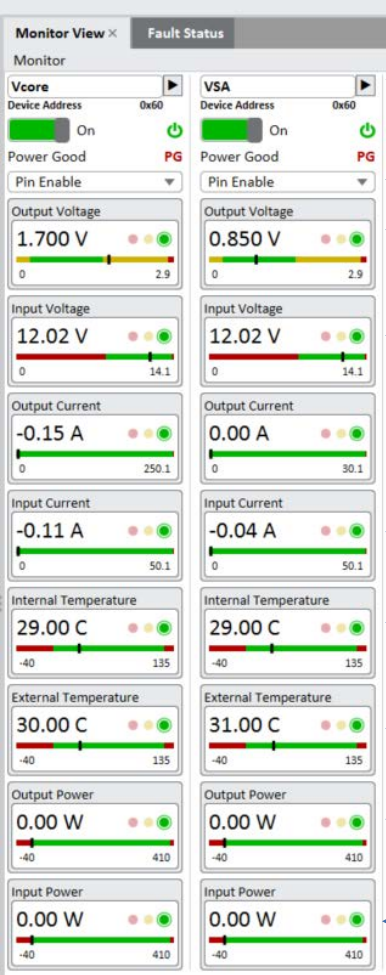 Monitor View × Fault Status
Monitor
Vcore
Device Address 0x60
On
Power Good PG
Pin Enable
Output Voltage
1.700 V
0 2.9
Input Voltage
12.02 V
0 14.1
Output Current
-0.15 A
0 250.1
Input Current
-0.11 A
0 50.1
Internal Temperature
29.00 C
-40 135
External Temperature
30.00 C
-40 135
Output Power
0.00 W
-40 410
Input Power
0.00 W
-40 410
VSA
Device Address 0x60
On
Power Good PG
Pin Enable
Output Voltage
0.850 V
0 2.9
Input Voltage
12.02 V
0 14.1
Output Current
0.00 A
0 30.1
Input Current
-0.04 A
0 50.1
Internal Temperature
29.00 C
-40 135
External Temperature
31.00 C
-40 135
Output Power
0.00 W
-40 410
Input Power
0.00 W
-40 410